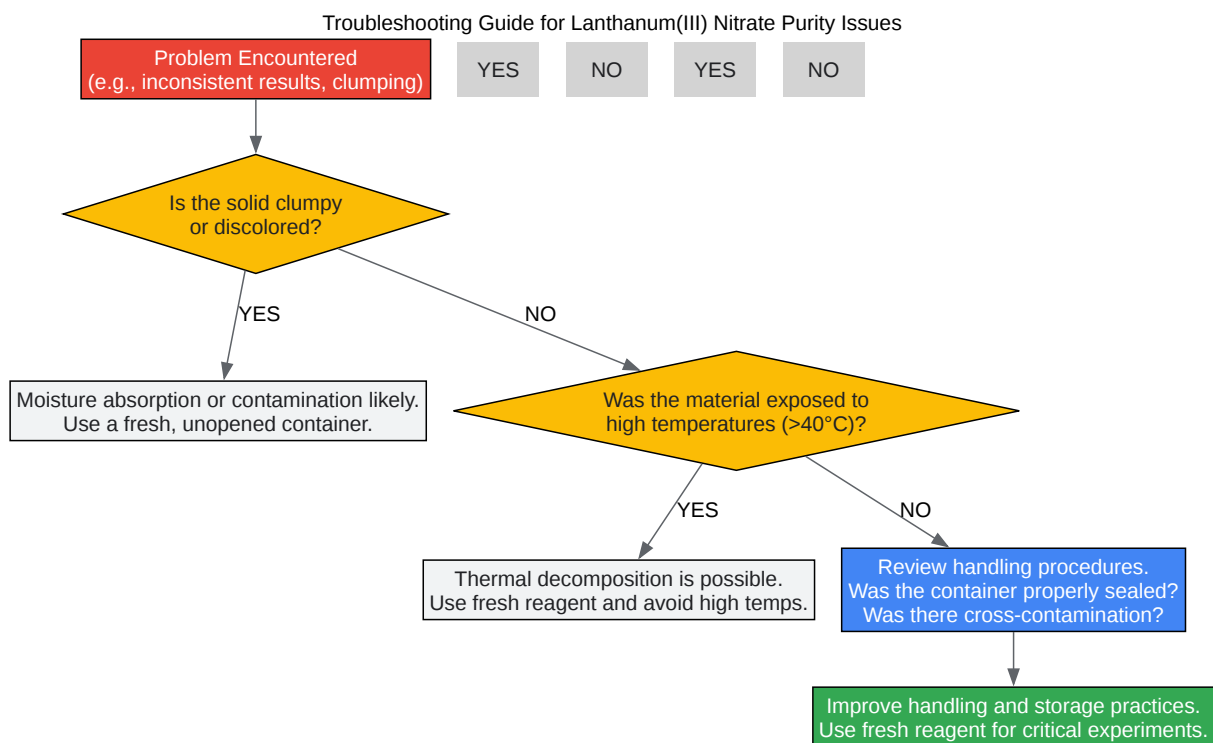 Troubleshooting Guide for Lanthanum(III) Nitrate Purity Issues
Problem Encountered
(e.g., inconsistent results, clumping)
YES
NO
YES
NO
Is the solid clumpy
or discolored?
YES
NO
Moisture absorption or contamination likely.
Use a fresh, unopened container.
Was the material exposed to
high temperatures (>40°C)?
YES
NO
Thermal decomposition is possible.
Use fresh reagent and avoid high temps.
Review handling procedures.
Was the container properly sealed?
Was there cross-contamination?
Improve handling and storage practices.
Use fresh reagent for critical experiments.